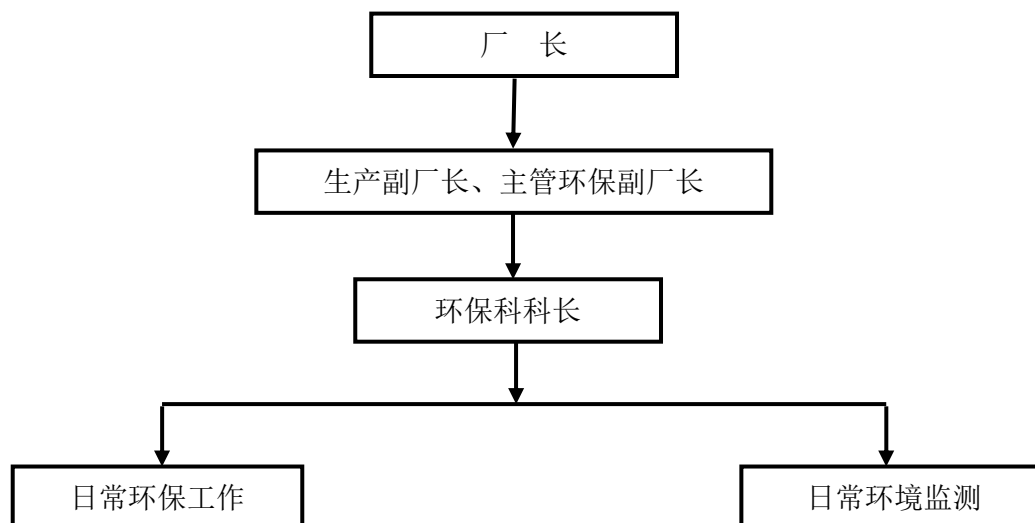 厂 长
生产副厂长、主管环保副厂长
环保科科长
日常环保工作
日常环境监测